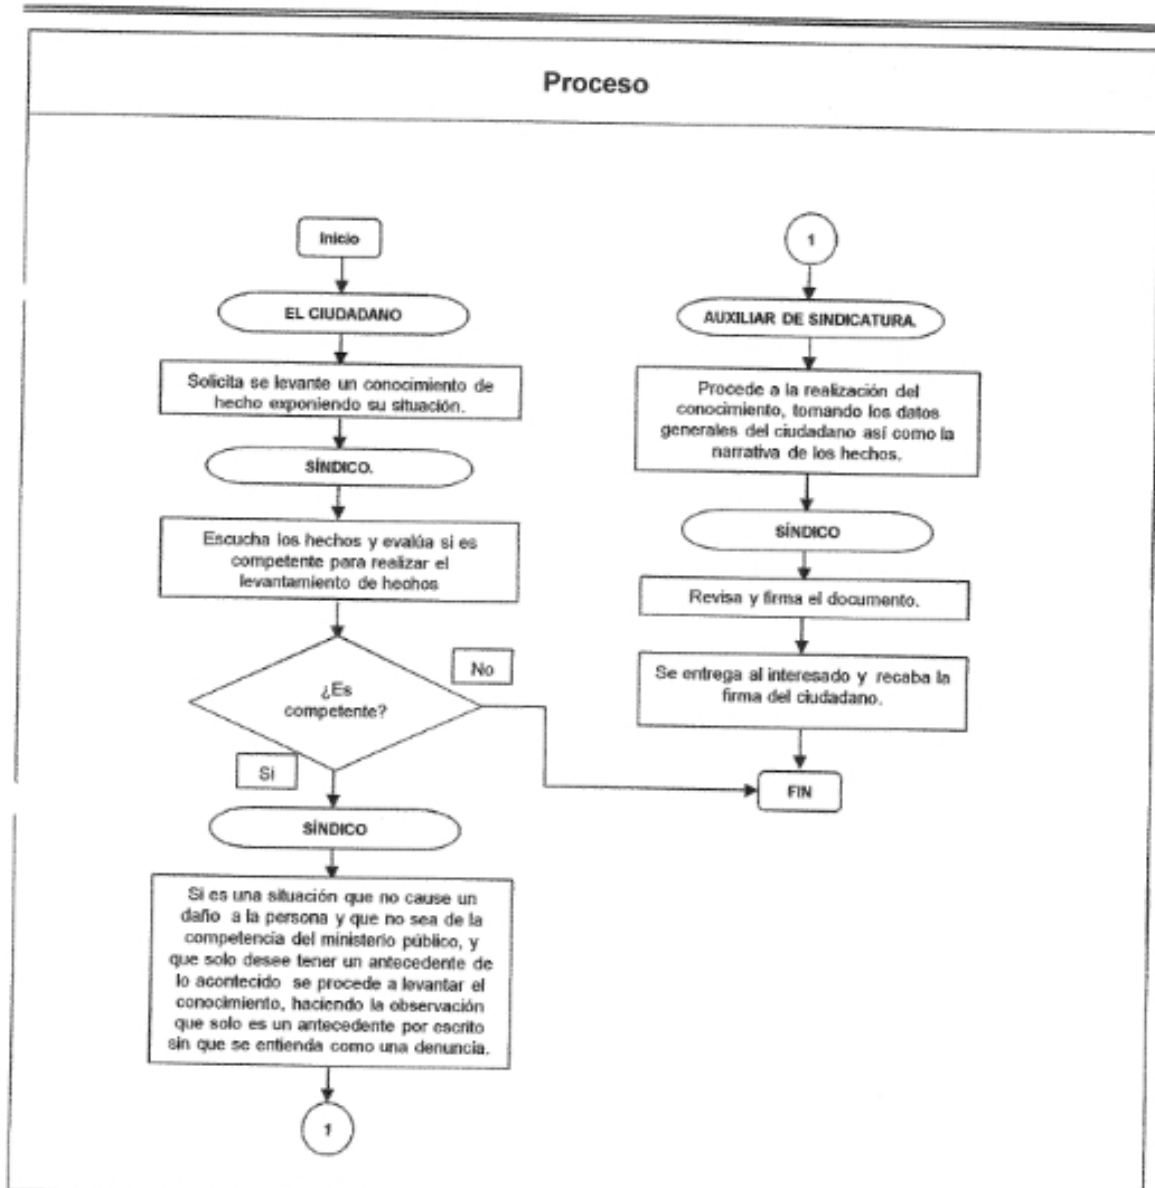 Proceso
Inicio
EL CIUDADANO
Solicita se levante un conocimiento de
hecho exponiendo su situación.
SÍNDICO.
Escucha los hechos y evalúa si es
competente para realizar el
levantamiento de hechos
¿Es
competente?
No
Si
SÍNDICO
Si es una situación que no cause un
daño a la persona y que no sea de la
competencia del ministerio público, y
que solo desee tener un antecedente de
lo acontecido se procede a levantar el
conocimiento, haciendo la observación
que solo es un antecedente por escrito
sin que se entienda como una denuncia.
1
1
AUXILIAR DE SINDICATURA.
Procede a la realización del
conocimiento, tomando los datos
generales del ciudadano así como la
narrativa de los hechos.
SÍNDICO
Revisa y firma el documento.
Se entrega al interesado y recaba la
firma del ciudadano.
FIN